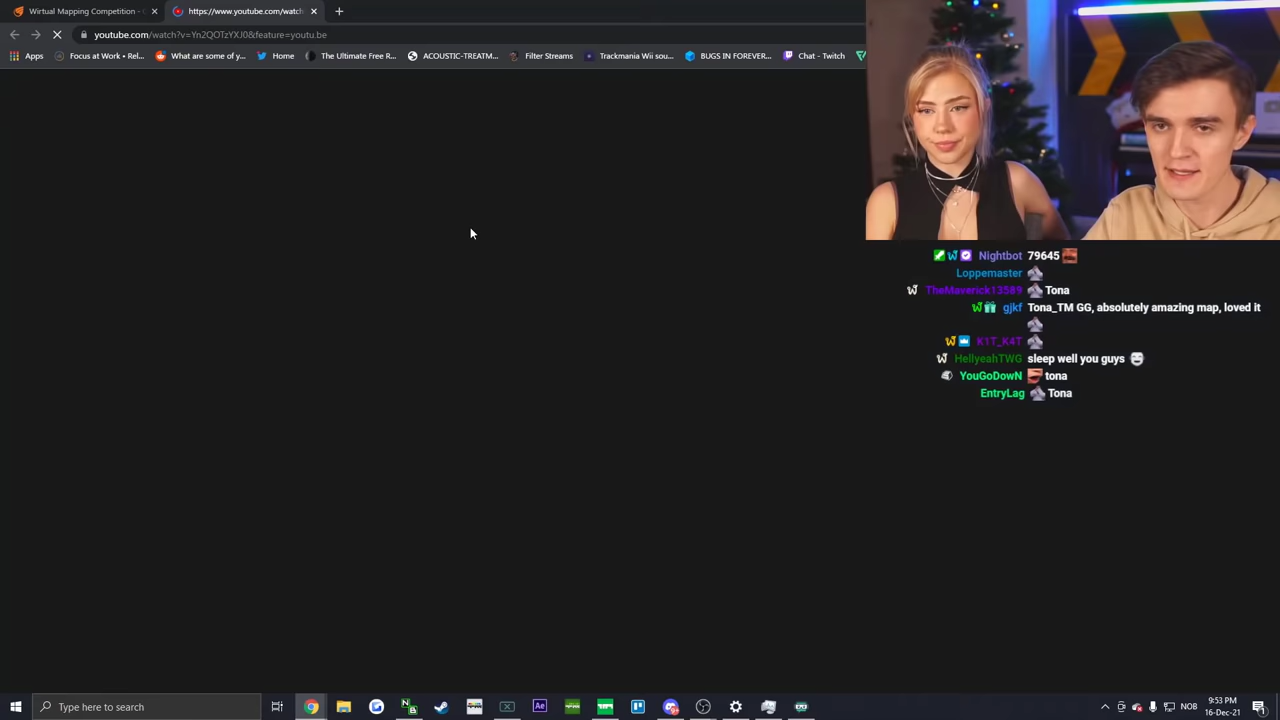 Wirtual Mapping Competition -
https://www.youtube.com/watch
youtube.com/watch?v=Yn2QOTzYXJ0&feature=youtu.be
Apps Focus at Work • Rel... What are some of y... Home The Ultimate Free R... ACOUSTIC-TREATM... Filter Streams Trackmania Wii sou... BUGS IN FOREVER... Chat - Twitch
Nightbot 79645
Loppemaster
TheMaverick13589 Tona
gjkf Tona_TM GG, absolutely amazing map, loved it
K1T_K4T
HellyeahTWG sleep well you guys
YouGoDowN tona
EntryLag Tona
Type here to search
NOB
9:53 PM
16-Dec-21